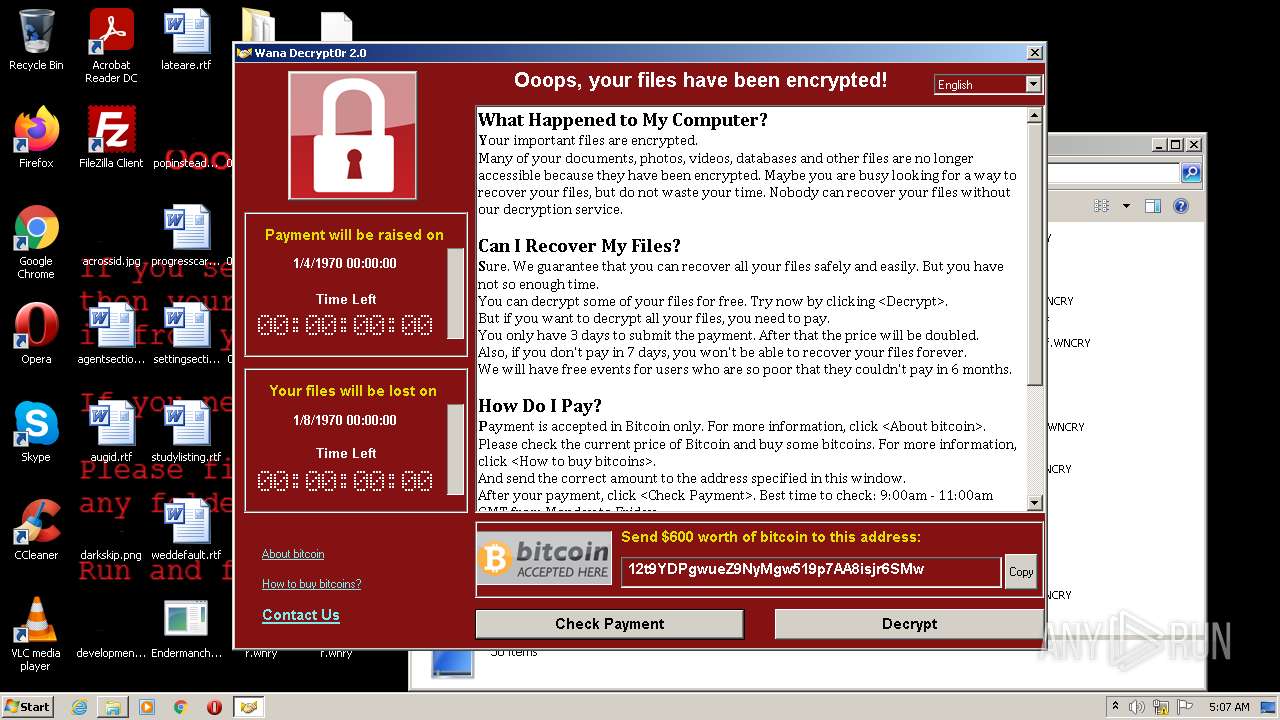 Recycle Bin
Acrobat
Reader DC
lateare.rtf
Firefox
FileZilla Client
popinstead...
Google
Chrome
acrossid.jpg
progresscar...
Opera
agentsectio...
settingsecti...
Skype
augid.rtf
studylisting.rtf
CCleaner
darkskip.png
weddefault.rtf
VLC media
player
developmen...
Endermanch...
r.wnry
r.wnry
Ooo
If you se
then your
it from y
If you ne
Please fi
any folde
Run and f
Wana Decrypt0r 2.0
Ooops, your files have been encrypted!
English
Payment will be raised on
1/4/1970 00:00:00
Time Left
00:00:00:00
Your files will be lost on
1/8/1970 00:00:00
Time Left
00:00:00:00
About bitcoin
How to buy bitcoins?
Contact Us
What Happened to My Computer?
Your important files are encrypted.
Many of your documents, photos, videos, databases and other files are no longer
accessible because they have been encrypted. Maybe you are busy looking for a way to
recover your files, but do not waste your time. Nobody can recover your files without
our decryption service.
Can I Recover My Files?
Sure. We guarantee that you can recover all your files safely and easily. But you have
not so enough time.
You can decrypt some of your files for free. Try now by clicking <Decrypt>.
But if you want to decrypt all your files, you need to pay.
You only have 3 days to submit the payment. After that the price will be doubled.
Also, if you don't pay in 7 days, you won't be able to recover your files forever.
We will have free events for users who are so poor that they couldn't pay in 6 months.
How Do I Pay?
Payment is accepted in Bitcoin only. For more information, click <About bitcoin>.
Please check the current price of Bitcoin and buy some bitcoins. For more information,
click <How to buy bitcoins>.
And send the correct amount to the address specified in this window.
After your payment, click <Check Payment>. Best time to check: 9:00am - 11:00am
bitcoin
ACCEPTED HERE
Send $600 worth of bitcoin to this address:
12t9YDPgwueZ9NyMgw519p7AA8isjr6SMw
Copy
Check Payment
Decrypt
NCRY
F.WNCRY
NCRY
NCRY
NCRY
30 items
ANY RUN
Start
5:07 AM